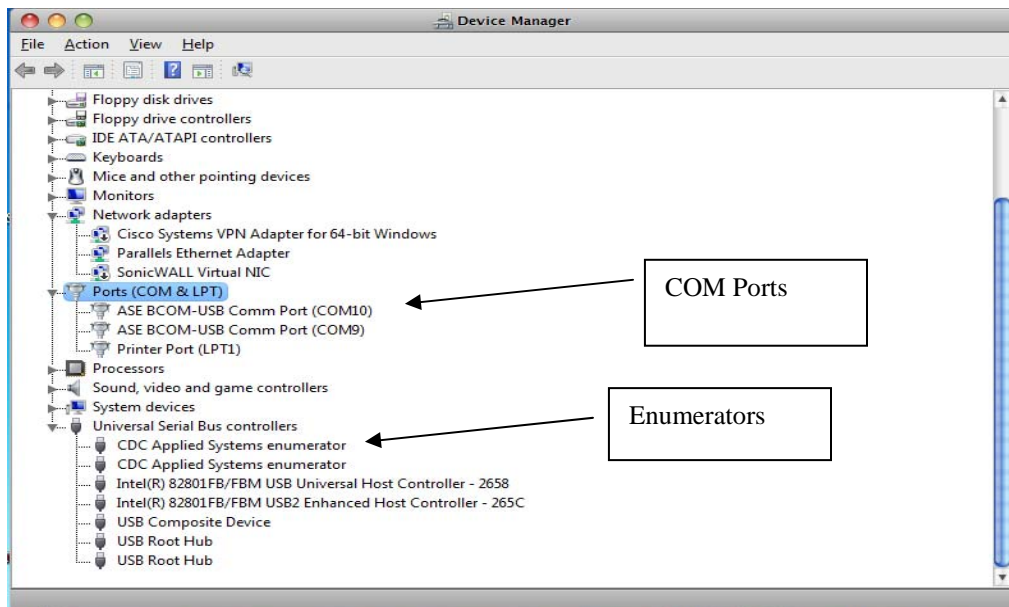 Device Manager
File Action View Help
Floppy disk drives
Floppy drive controllers
IDE ATA/ATAPI controllers
Keyboards
Mice and other pointing devices
Monitors
Network adapters
Cisco Systems VPN Adapter for 64-bit Windows
Parallels Ethernet Adapter
SonicWALL Virtual NIC
Ports (COM & LPT)
COM Ports
ASE BCOM-USB Comm Port (COM10)
ASE BCOM-USB Comm Port (COM9)
Printer Port (LPT1)
Processors
Sound, video and game controllers
System devices
Enumerators
Universal Serial Bus controllers
CDC Applied Systems enumerator
CDC Applied Systems enumerator
Intel(R) 82801FB/FBM USB Universal Host Controller - 2658
Intel(R) 82801FB/FBM USB2 Enhanced Host Controller - 265C
USB Composite Device
USB Root Hub
USB Root Hub